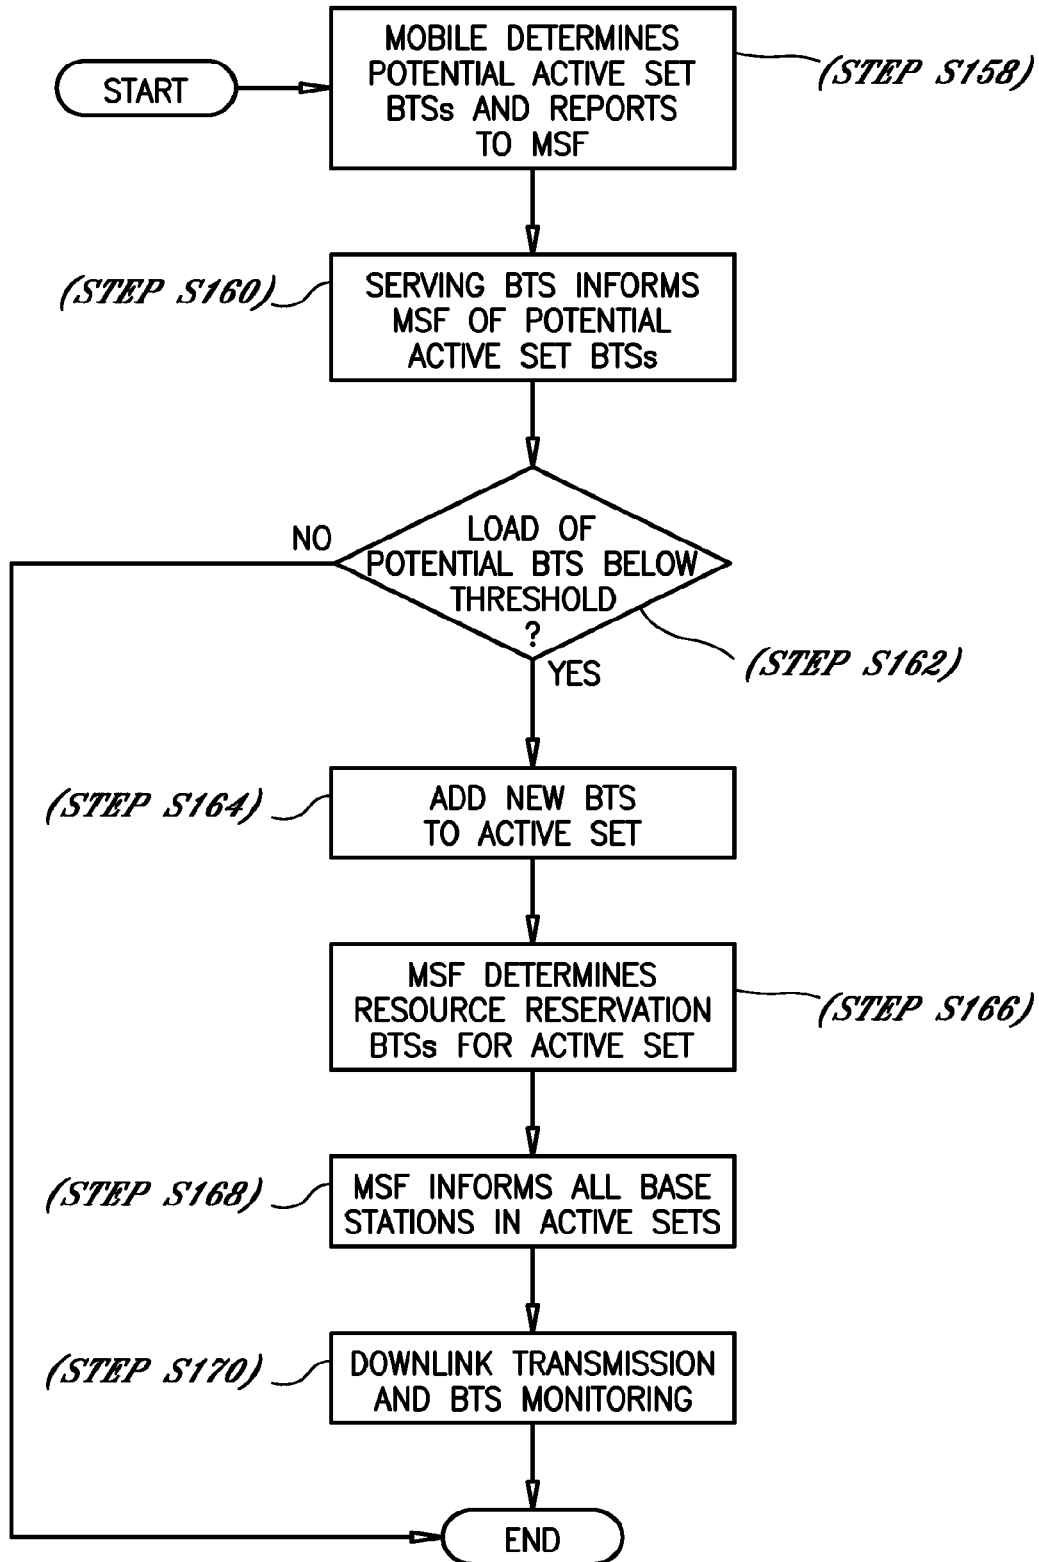 START
MOBILE DETERMINES
POTENTIAL ACTIVE SET
BTSs AND REPORTS
TO MSF
(STEP S158)
(STEP S160)
SERVING BTS INFORMS
MSF OF POTENTIAL
ACTIVE SET BTSs
NO
LOAD OF
POTENTIAL BTS BELOW
THRESHOLD
?
(STEP S162)
YES
(STEP S164)
ADD NEW BTS
TO ACTIVE SET
MSF DETERMINES
RESOURCE RESERVATION
BTSs FOR ACTIVE SET
(STEP S166)
(STEP S168)
MSF INFORMS ALL BASE
STATIONS IN ACTIVE SETS
(STEP S170)
DOWNLINK TRANSMISSION
AND BTS MONITORING
END